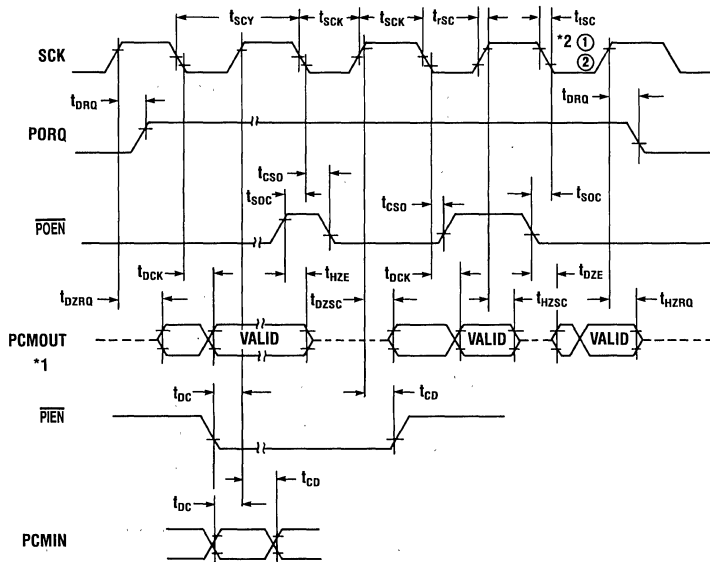 tSCY tSCK tSCK trSC tfSC
SCK *2 ① ②
tDRQ tDRQ
PORQ
tCSO tSOC tCSO tSOC
POEN
tDCK tHZE tDCK tDZE
tDZRQ tDZSC tHZSC tHZRQ
PCMOUT VALID VALID VALID
*1
tDC tCD
PIEN
tDC tCD
PCMIN